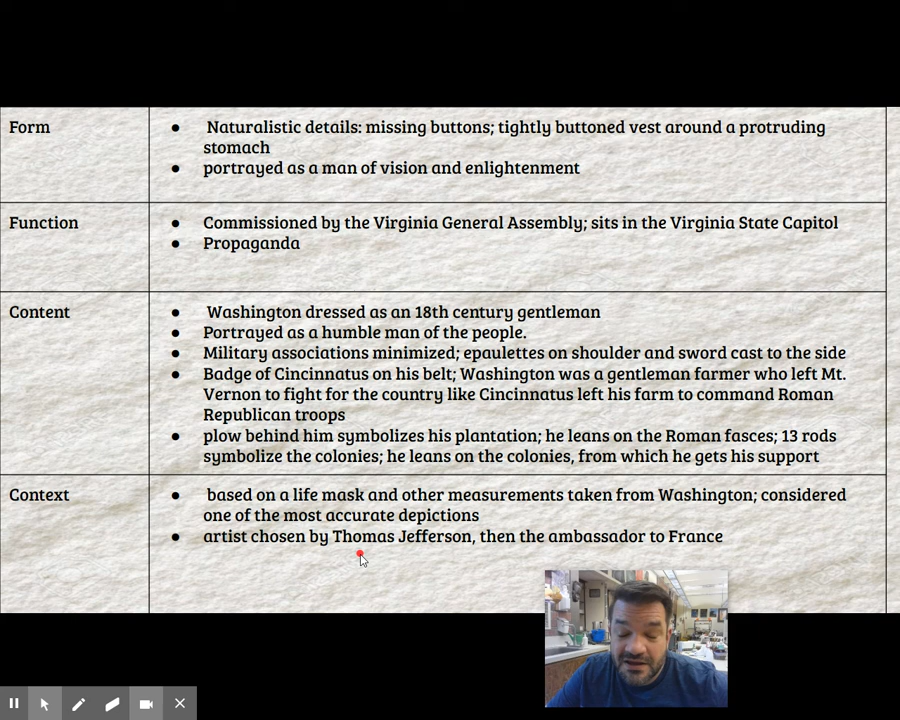 Form
Naturalistic details: missing buttons; tightly buttoned vest around a protruding
stomach
portrayed as a man of vision and enlightenment
Function
Commissioned by the Virginia General Assembly; sits in the Virginia State Capitol
Propaganda
Content
Washington dressed as an 18th century gentleman
Portrayed as a humble man of the people.
Military associations minimized; epaulettes on shoulder and sword cast to the side
Badge of Cincinnatus on his belt; Washington was a gentleman farmer who left Mt.
Vernon to fight for the country like Cincinnatus left his farm to command Roman
Republican troops
plow behind him symbolizes his plantation; he leans on the Roman fasces; 13 rods
symbolize the colonies; he leans on the colonies, from which he gets his support
Context
based on a life mask and other measurements taken from Washington; considered
one of the most accurate depictions
artist chosen by Thomas Jefferson, then the ambassador to France